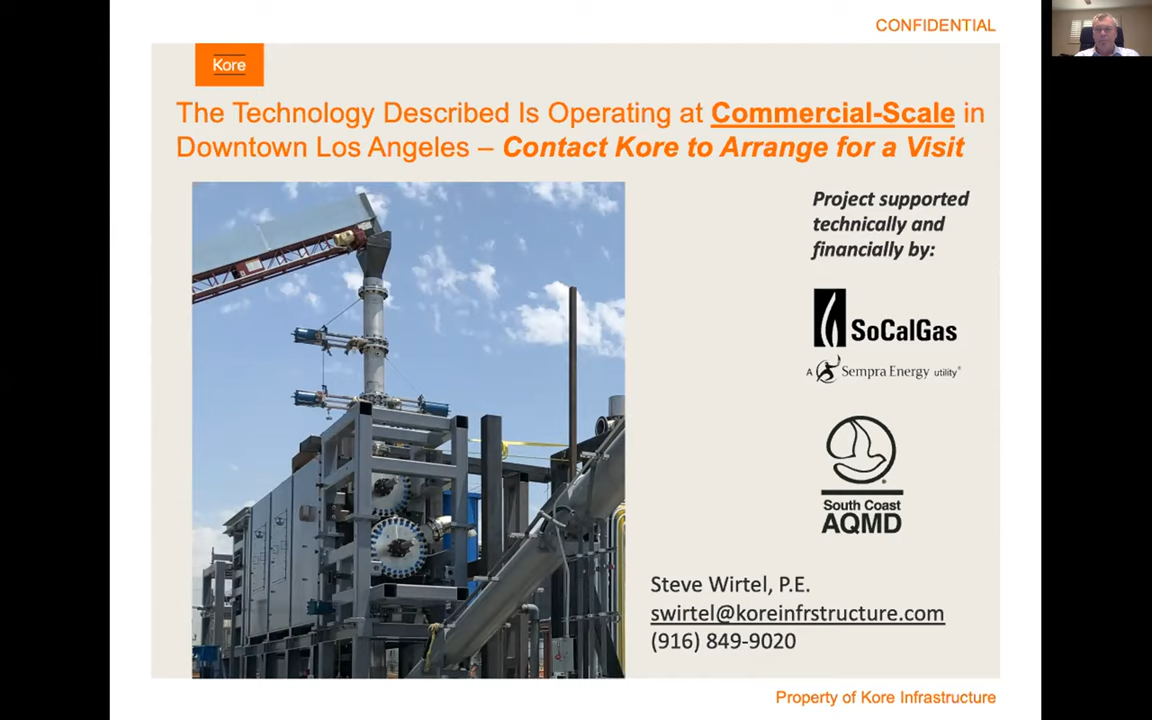 CONFIDENTIAL
Kore
The Technology Described Is Operating at Commercial-Scale in
Downtown Los Angeles – Contact Kore to Arrange for a Visit
Project supported
technically and
financially by:
SoCalGas
A Sempra Energy utility®
South Coast
AQMD
Steve Wirtel, P.E.
swirtel@koreinfrstructure.com
(916) 849-9020
Property of Kore Infrastructure